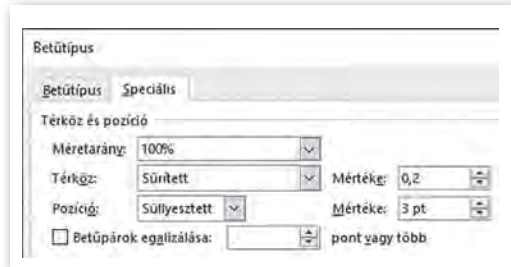 Betűtípus
Betűtípus Speciális
Térköz és pozíció
Méretarány: 100%
Térköz: Sűrített Mértéke: 0,2
Pozíció: Süllyesztett Mértéke: 3 pt
Betűpárok egalizálása: pont vagy több